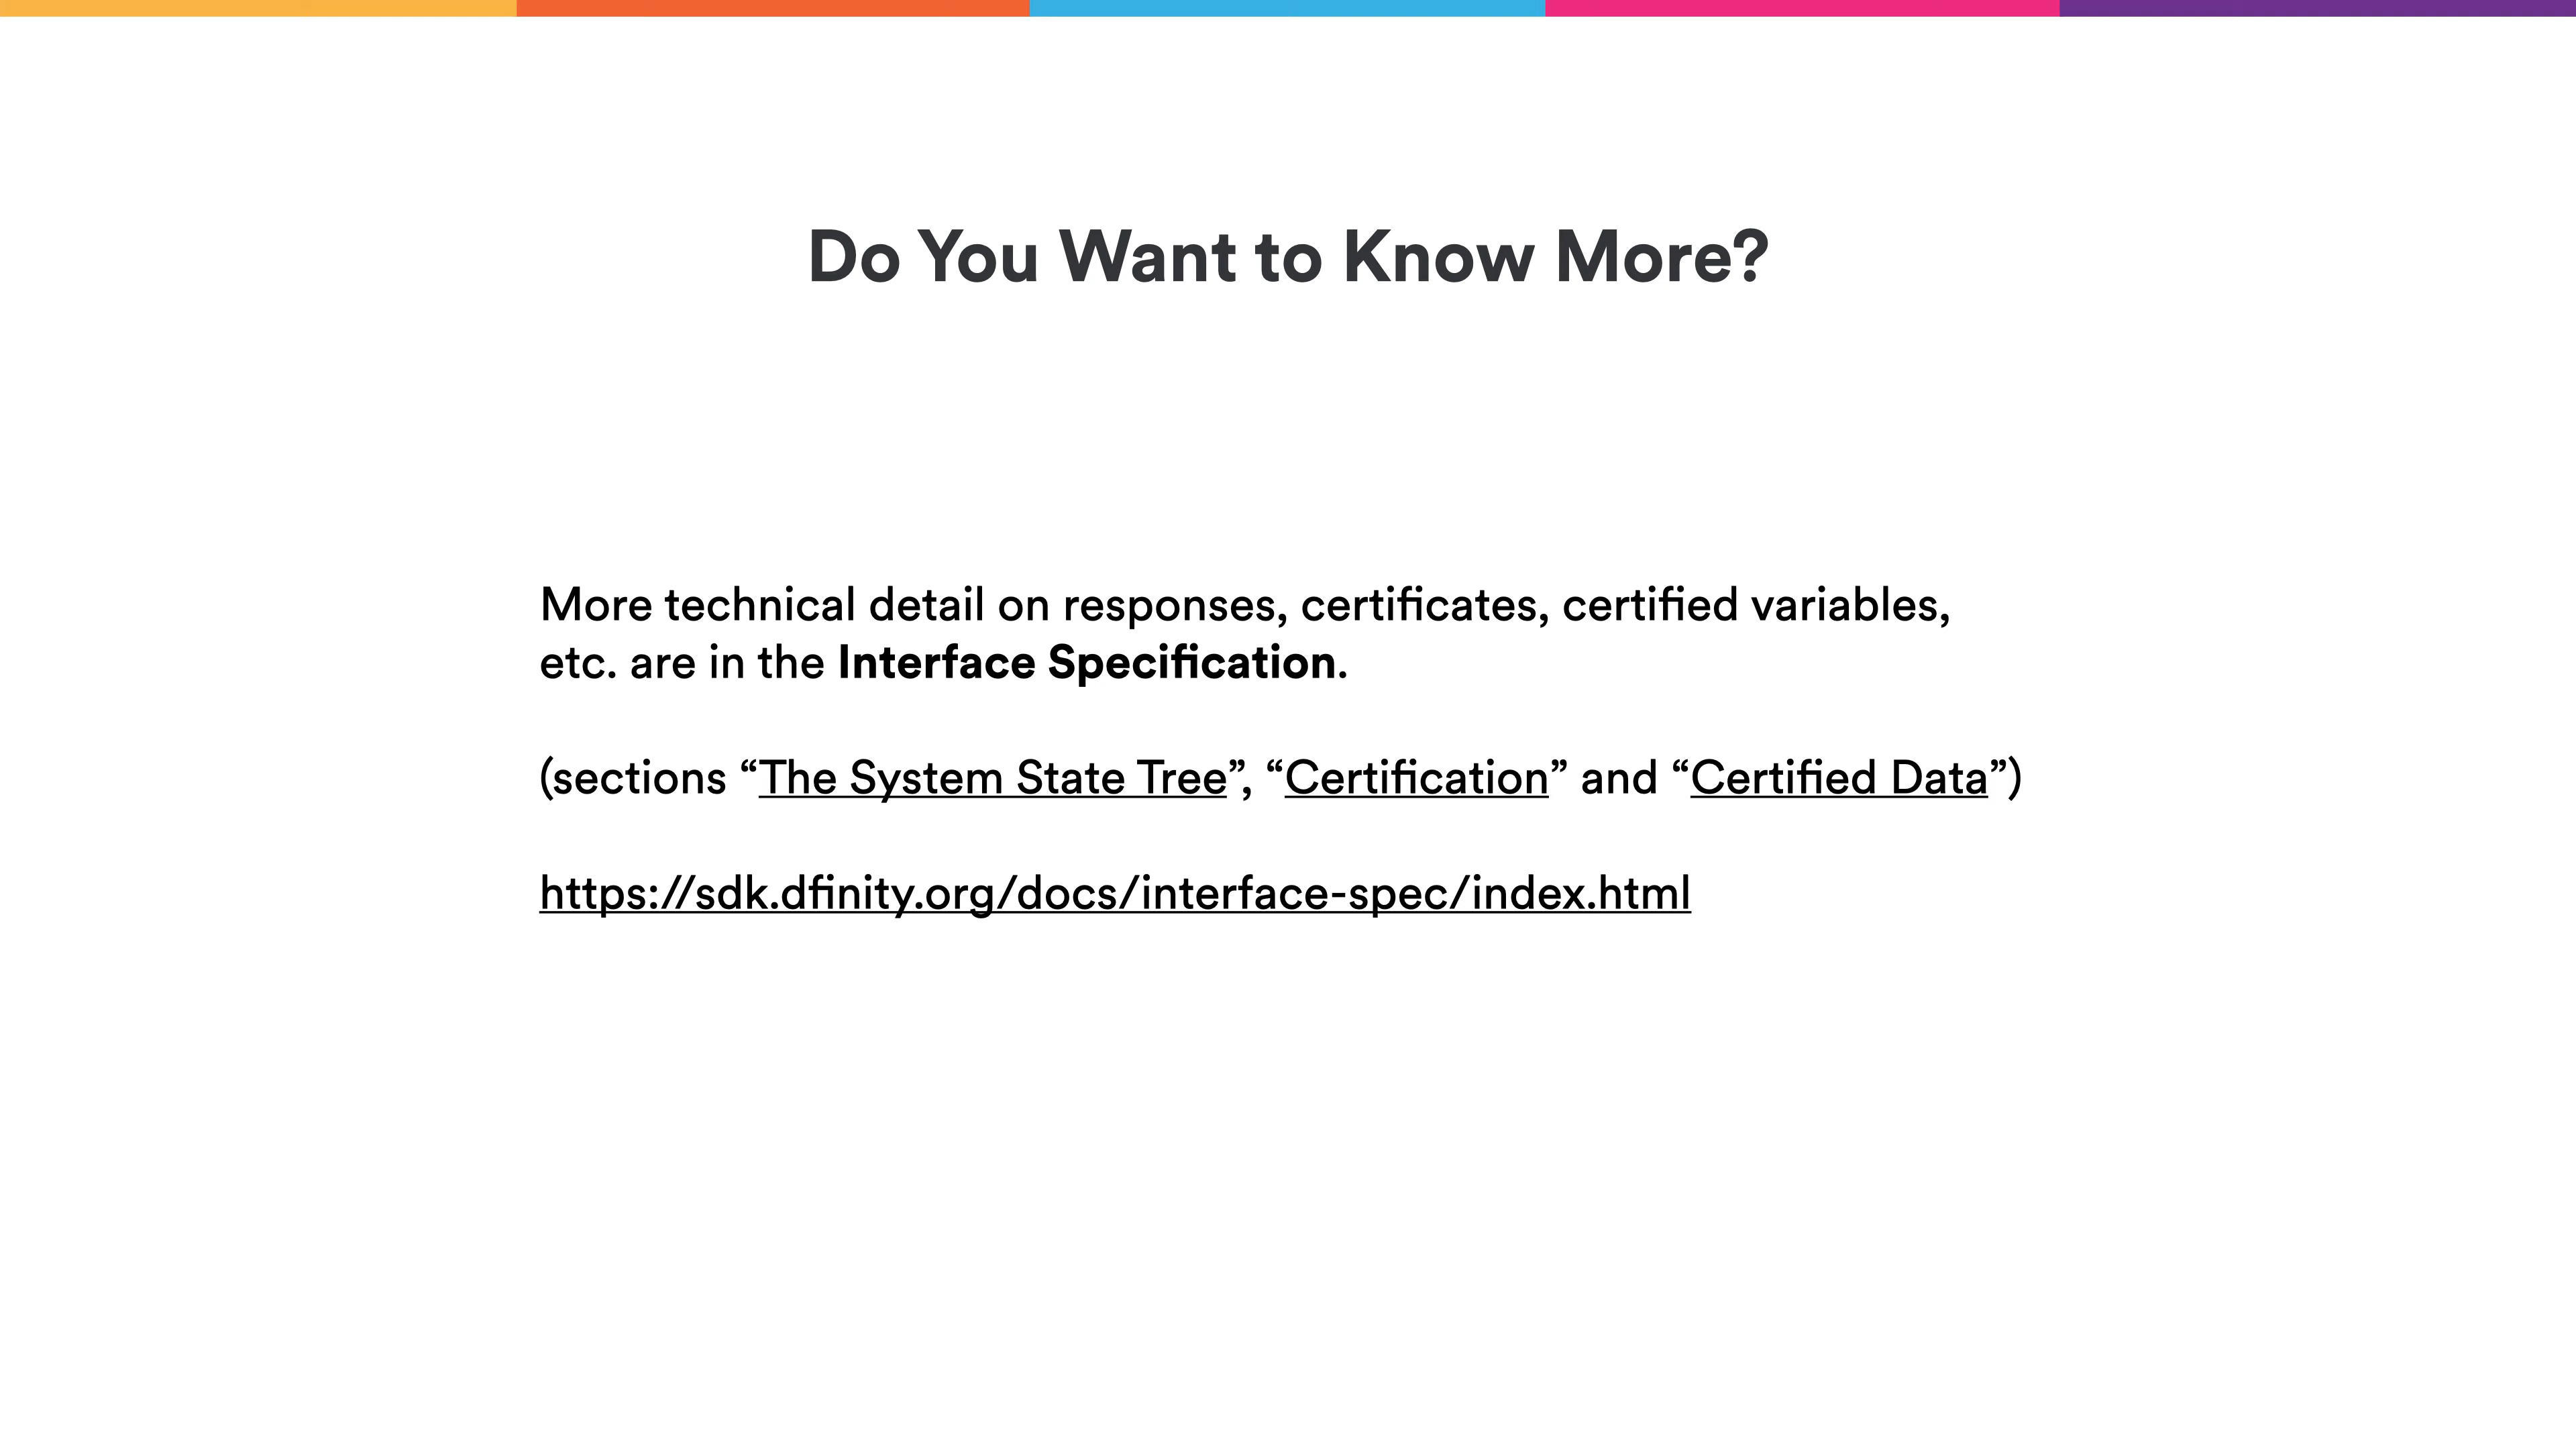 Do You Want to Know More?
More technical detail on responses, certificates, certified variables,
etc. are in the Interface Specification.
(sections “The System State Tree”, “Certification” and “Certified Data”)
https://sdk.dfinity.org/docs/interface-spec/index.html